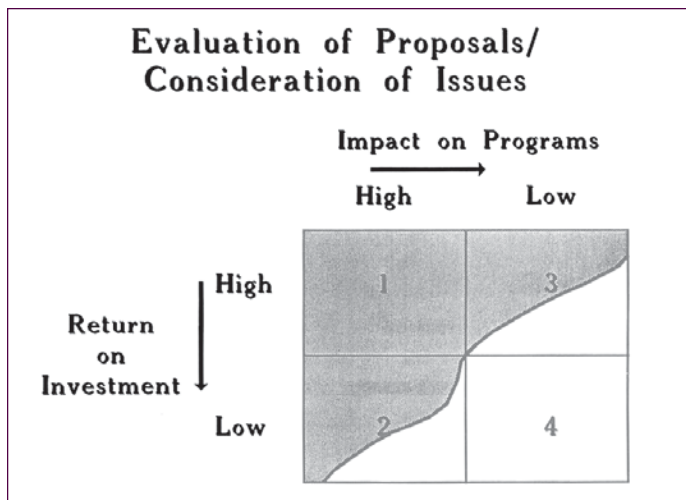 Evaluation of Proposals/
Consideration of Issues
Impact on Programs
High Low
High 1 3
Return
on
Investment
Low 2 4